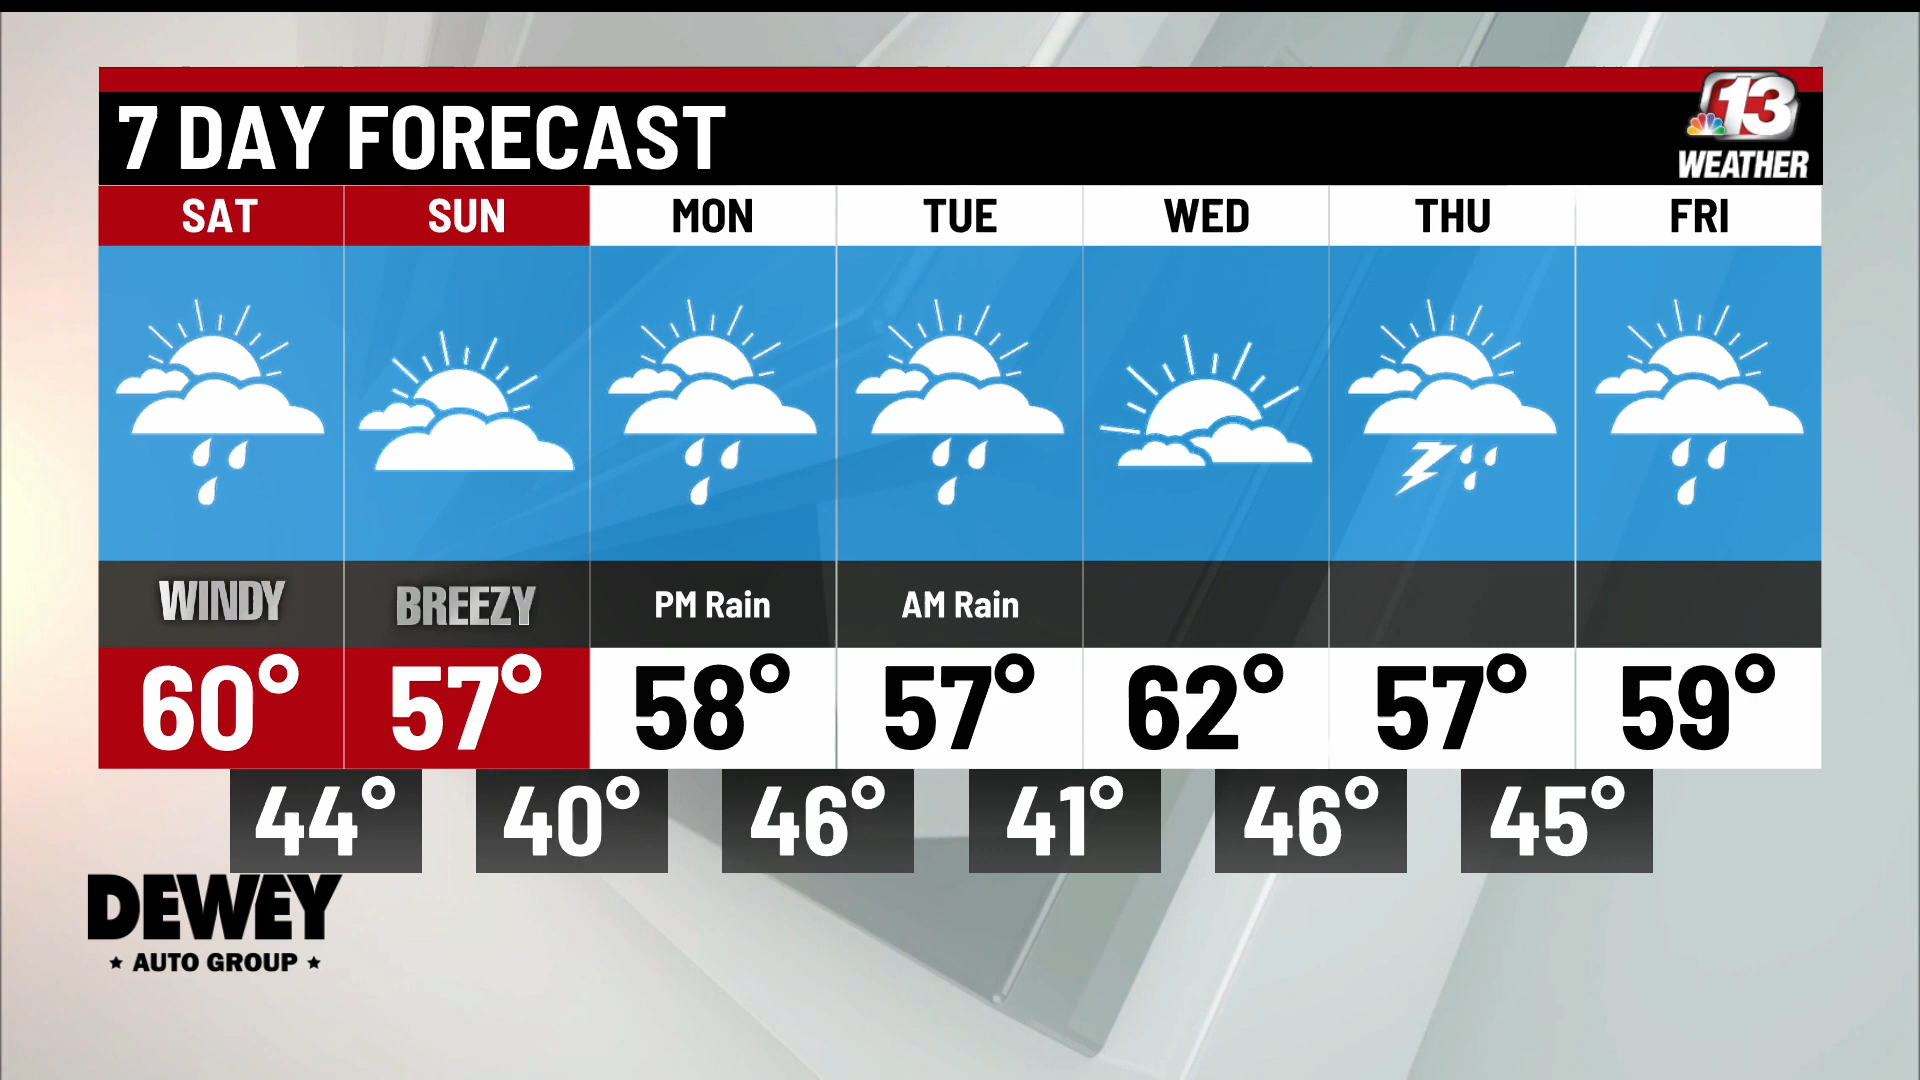 7 DAY FORECAST
13
WEATHER
SAT SUN MON TUE WED THU FRI
WINDY BREEZY PM Rain AM Rain
60° 57° 58° 57° 62° 57° 59°
44° 40° 46° 41° 46° 45°
DEWEY
★ AUTO GROUP ★